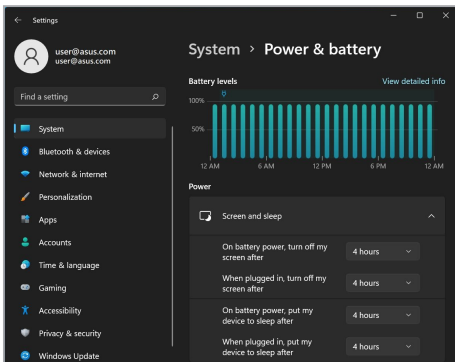 Settings
user@asus.com
user@asus.com
Find a setting
System
Bluetooth & devices
Network & internet
Personalization
Apps
Accounts
Time & language
Gaming
Accessibility
Privacy & security
Windows Update
System > Power & battery
Battery levels
View detailed info
100%
50%
12 AM
6 AM
12 PM
6 PM
12 AM
Power
Screen and sleep
On battery power, turn off my
screen after
4 hours
When plugged in, turn off my
screen after
4 hours
On battery power, put my
device to sleep after
4 hours
When plugged in, put my
device to sleep after
4 hours